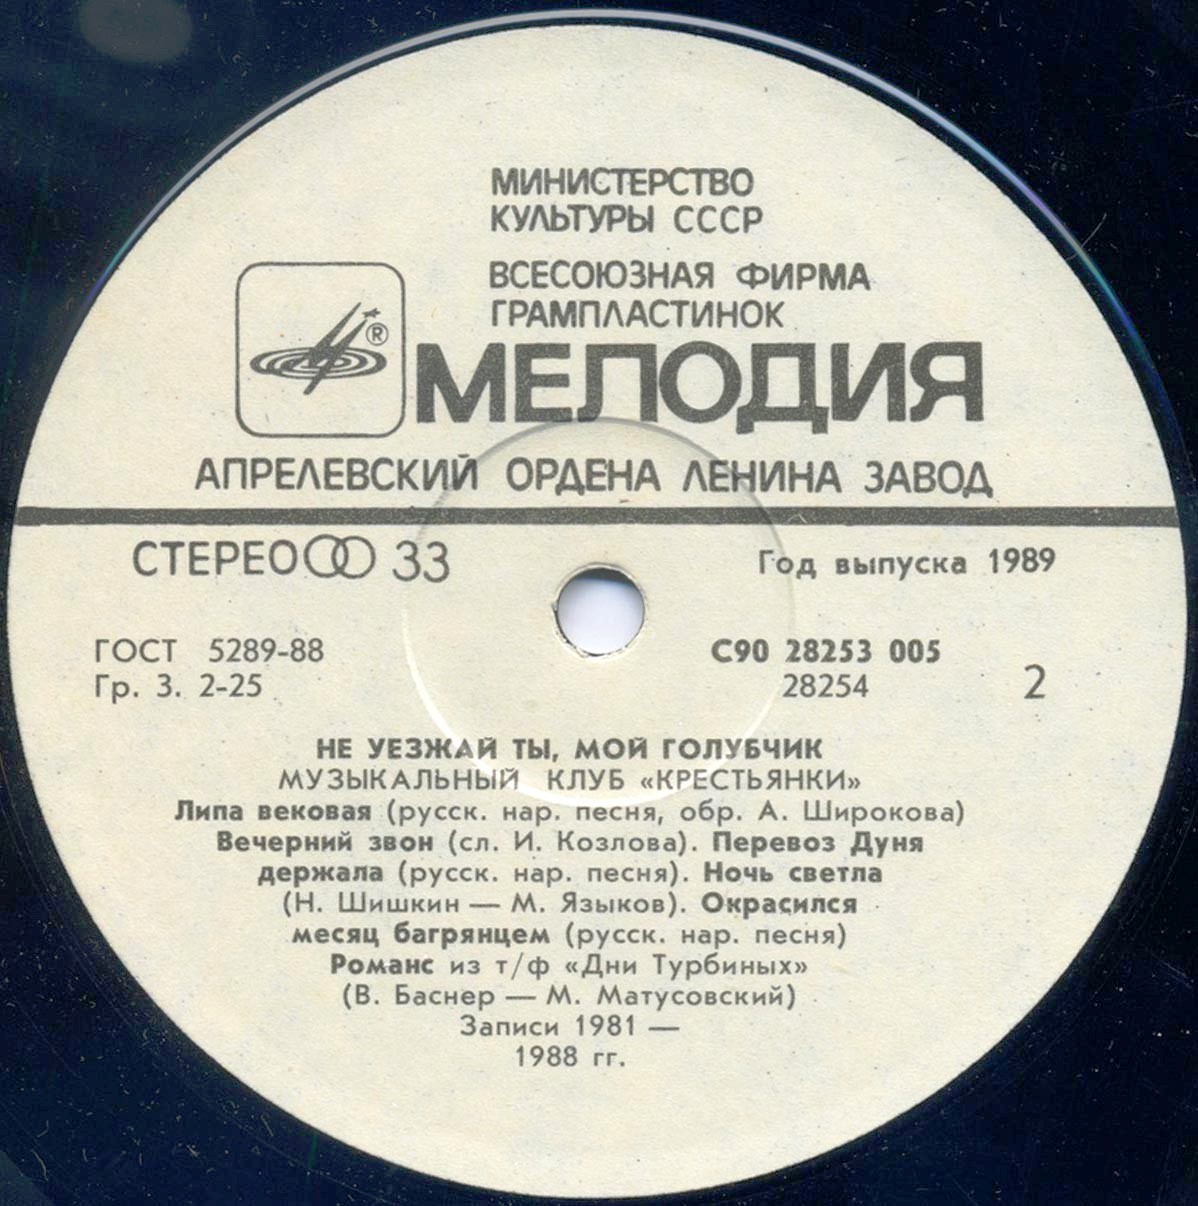 МИНИСТЕРСТВО
КУЛЬТУРЫ СССР
ВСЕСОЮЗНАЯ ФИРМА
ГРАМПЛАСТИНОК
®
МЕЛОДИЯ
АПРЕЛЕВСКИЙ ОРДЕНА ЛЕНИНА ЗАВОД
СТЕРЕО 33
Год выпуска 1989
ГОСТ 5289-88
Гр. 3. 2-25
С90 28253 005
28254
2
НЕ УЕЗЖАЙ ТЫ, МОЙ ГОЛУБЧИК
МУЗЫКАЛЬНЫЙ КЛУБ «КРЕСТЬЯНКИ»
Липа вековая (русск. нар. песня, обр. А. Широкова)
Вечерний звон (сл. И. Козлова). Перевоз Дуня
держала (русск. нар. песня). Ночь светла
(Н. Шишкин — М. Языков). Окрасился
месяц багрянцем (русск. нар. песня)
Романс из т/ф «Дни Турбиных»
(В. Баснер — М. Матусовский)
Записи 1981 —
1988 гг.